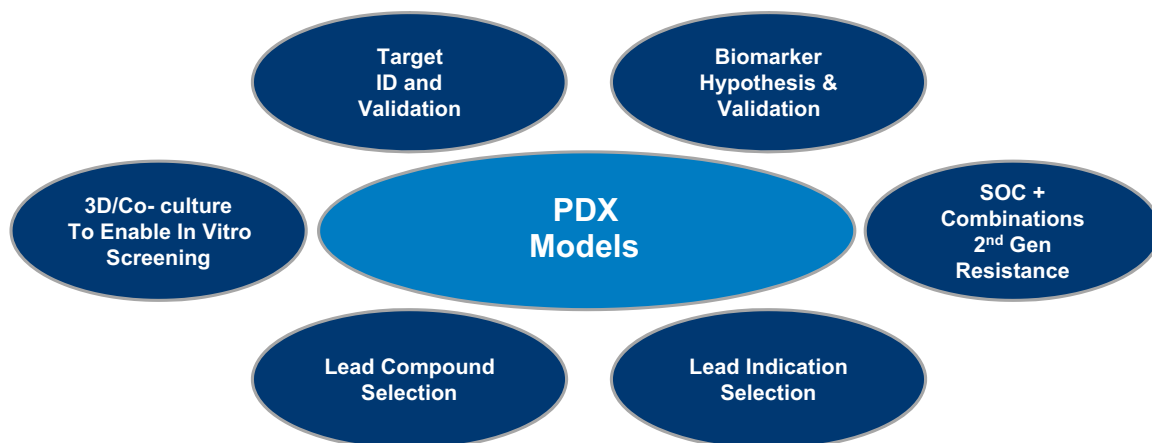 Target
ID and
Validation
Biomarker
Hypothesis &
Validation
3D/Co- culture
To Enable In Vitro
Screening
PDX
Models
SOC +
Combinations
2nd Gen
Resistance
Lead Compound
Selection
Lead Indication
Selection